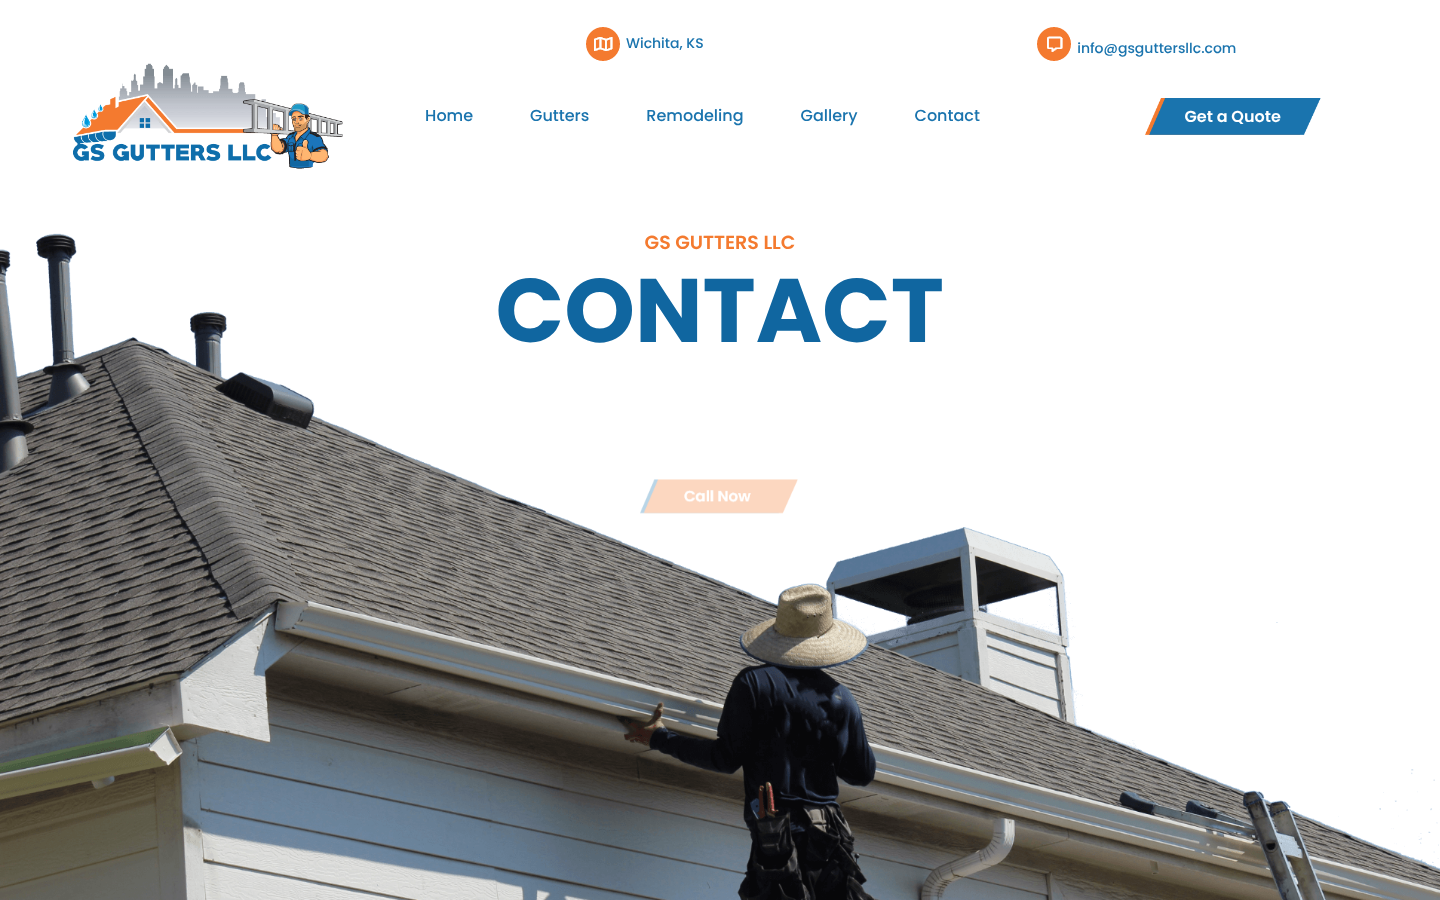 Wichita, KS
info@gsguttersllc.com
GS GUTTERS LLC
Home
Gutters
Remodeling
Gallery
Contact
Get a Quote
GS GUTTERS LLC
CONTACT
Call Now